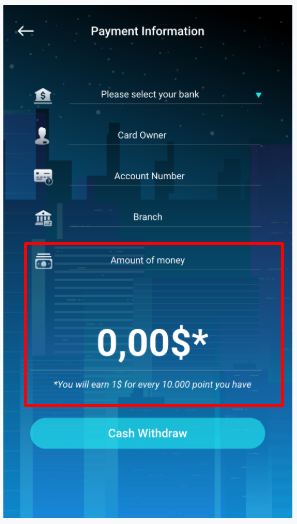 Payment Information
Please select your bank
Card Owner
Account Number
Branch
Amount of money
0,00$*
*You will earn 1$ for every 10.000 point you have
Cash Withdraw